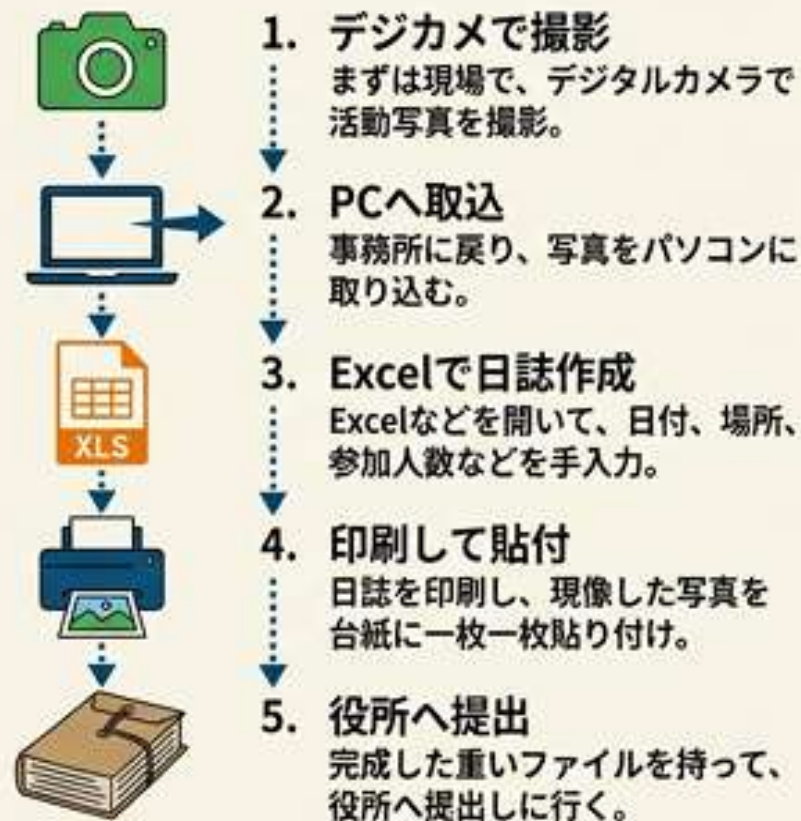 1. デジカメで撮影
まずは現場で、デジタルカメラで
活動写真を撮影。
2. PCへ取込
事務所に戻り、写真をパソコンに
取り込む。
3. Excelで日誌作成
Excelなどを開いて、日付、場所、
参加人数などを手入力。
XLS
4. 印刷して貼付
日誌を印刷し、現像した写真を
台紙に一枚一枚貼り付け。
5. 役所へ提出
完成した重いファイルを持って、
役所へ提出しに行く。